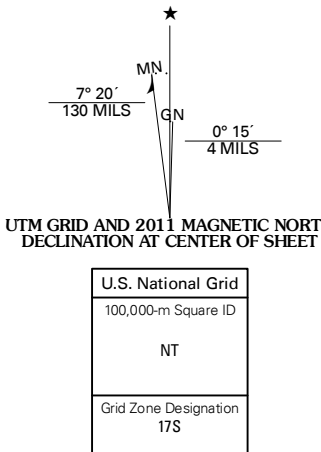 ★
MN.
7° 20´
130 MILS
GN
0° 15´
4 MILS
UTM GRID AND 2011 MAGNETIC NORT
DECLINATION AT CENTER OF SHEET
U.S. National Grid
100,000-m Square ID
NT
Grid Zone Designation
17S